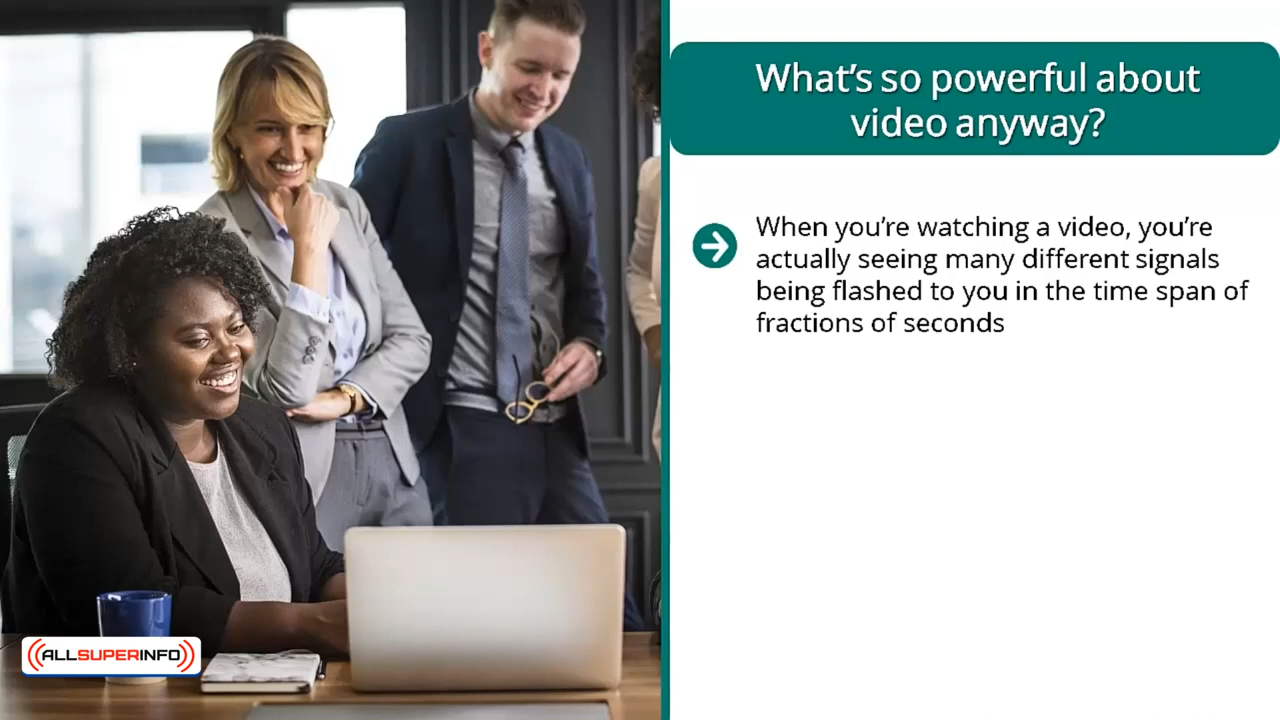 What's so powerful about
video anyway?
When you're watching a video, you're
actually seeing many different signals
being flashed to you in the time span of
fractions of seconds
ALLSUPERINFO